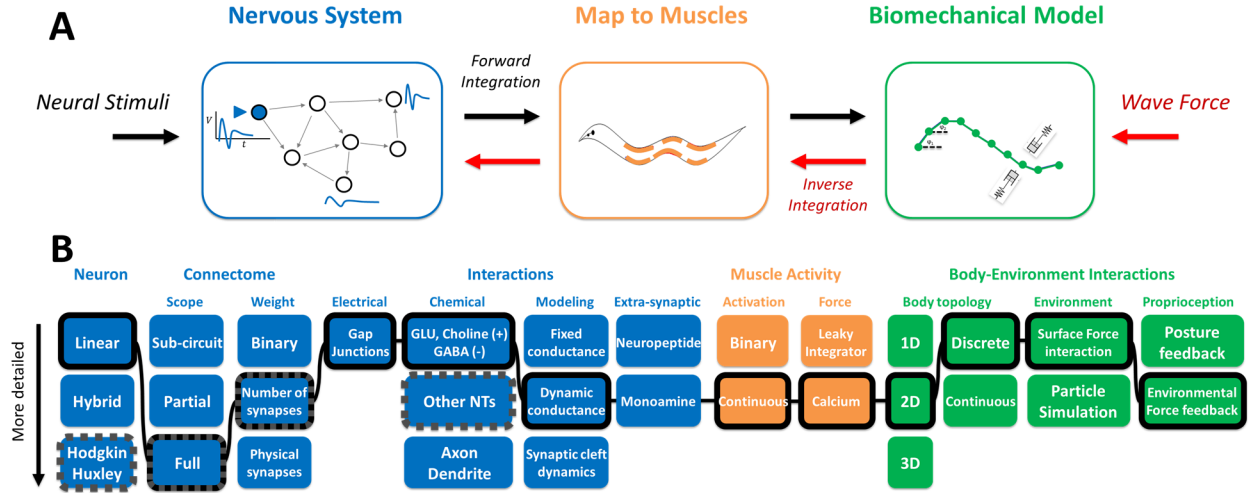 A
Nervous System
Map to Muscles
Biomechanical Model
Neural Stimuli
V
t
Forward
Integration
Inverse
Integration
φ1
φ2
Wave Force
B
More detailed
Neuron
Connectome
Interactions
Muscle Activity
Body-Environment Interactions
Scope
Weight
Electrical
Chemical
Modeling
Extra-synaptic
Activation
Force
Body topology
Environment
Proprioception
Linear
Sub-circuit
Binary
Gap
Junctions
GLU, Choline (+)
GABA (-)
Fixed
conductance
Neuropeptide
Binary
Leaky
Integrator
1D
Discrete
Surface Force
interaction
Posture
feedback
Hybrid
Partial
Number of
synapses
Other NTs
Dynamic
conductance
Monoamine
Continuous
Calcium
2D
Continuous
Particle
Simulation
Environmental
Force feedback
Hodgkin
Huxley
Full
Physical
synapses
Axon
Dendrite
Synaptic cleft
dynamics
3D